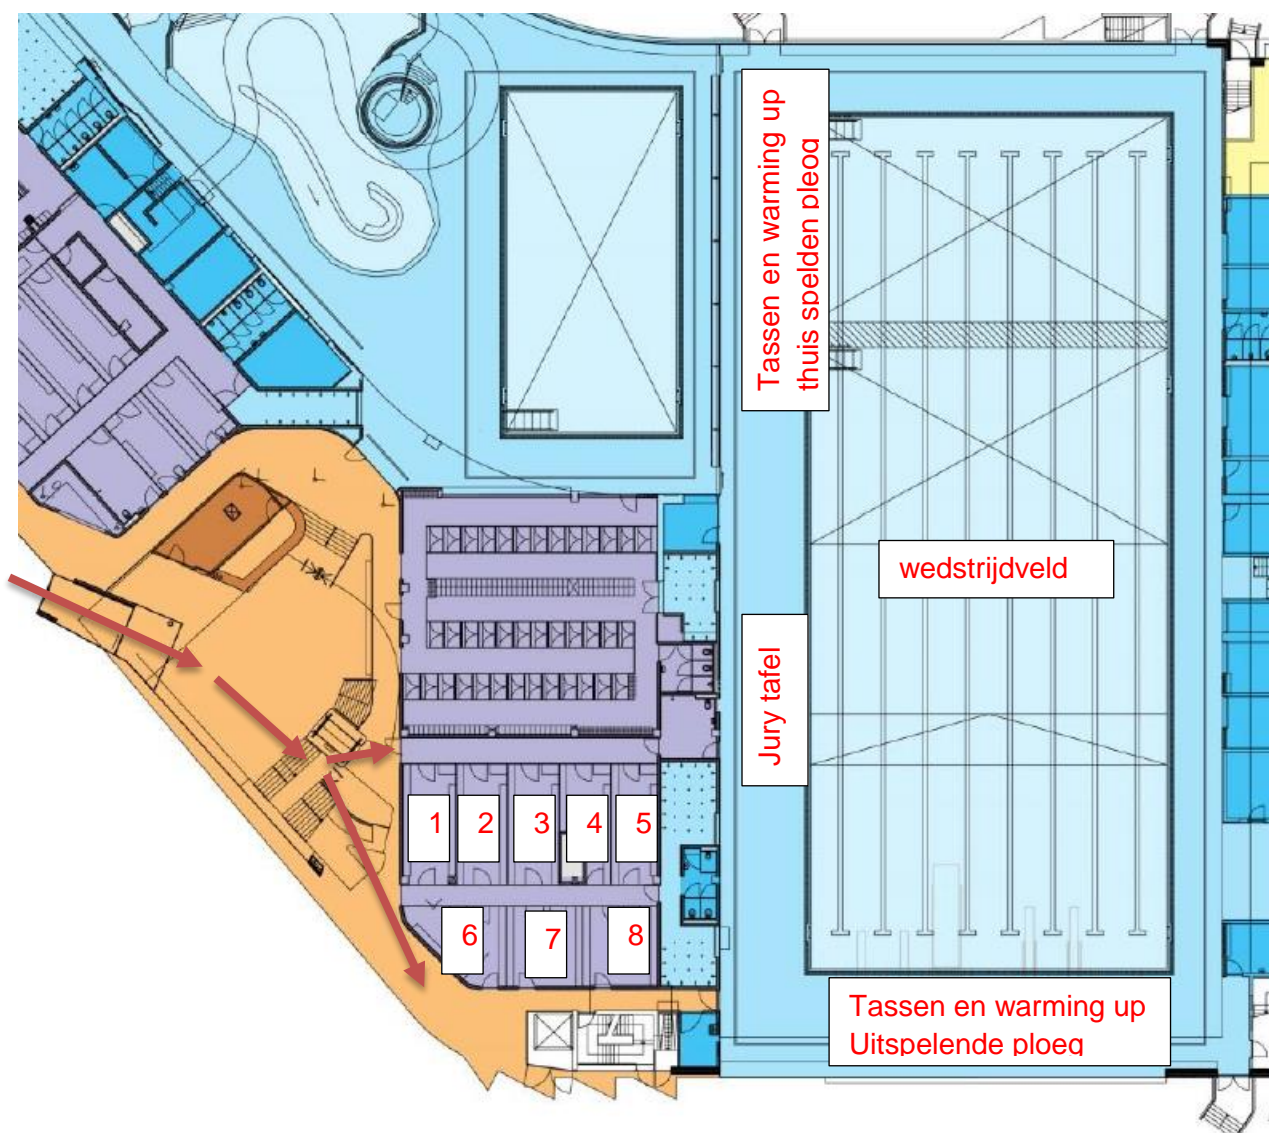 Tassen en warming up
thuis spelden ploeg
wedstrijdveld
Jury tafel
1 2 3 4 5
6 7 8
Tassen en warming up
Uitspelende ploeg